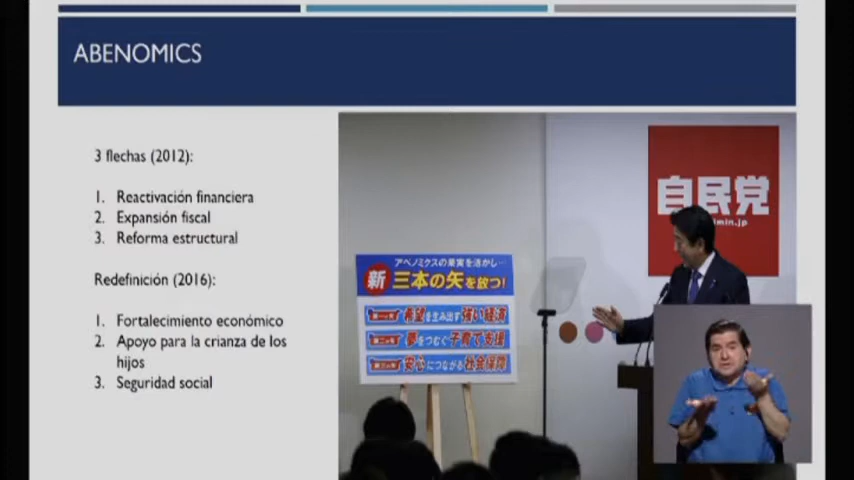 ABENOMICS
3 flechas (2012):
1. Reactivación financiera
2. Expansión fiscal
3. Reforma estructural
Redefinición (2016):
1. Fortalecimiento económico
2. Apoyo para la crianza de los
hijos
3. Seguridad social
自民党
imin.jp
アベノミクスの果実を活かし…
新 三本の矢を放つ!
希望を生み出す強い経済
夢をつむぐ子育て支援
安心につながる社会保障